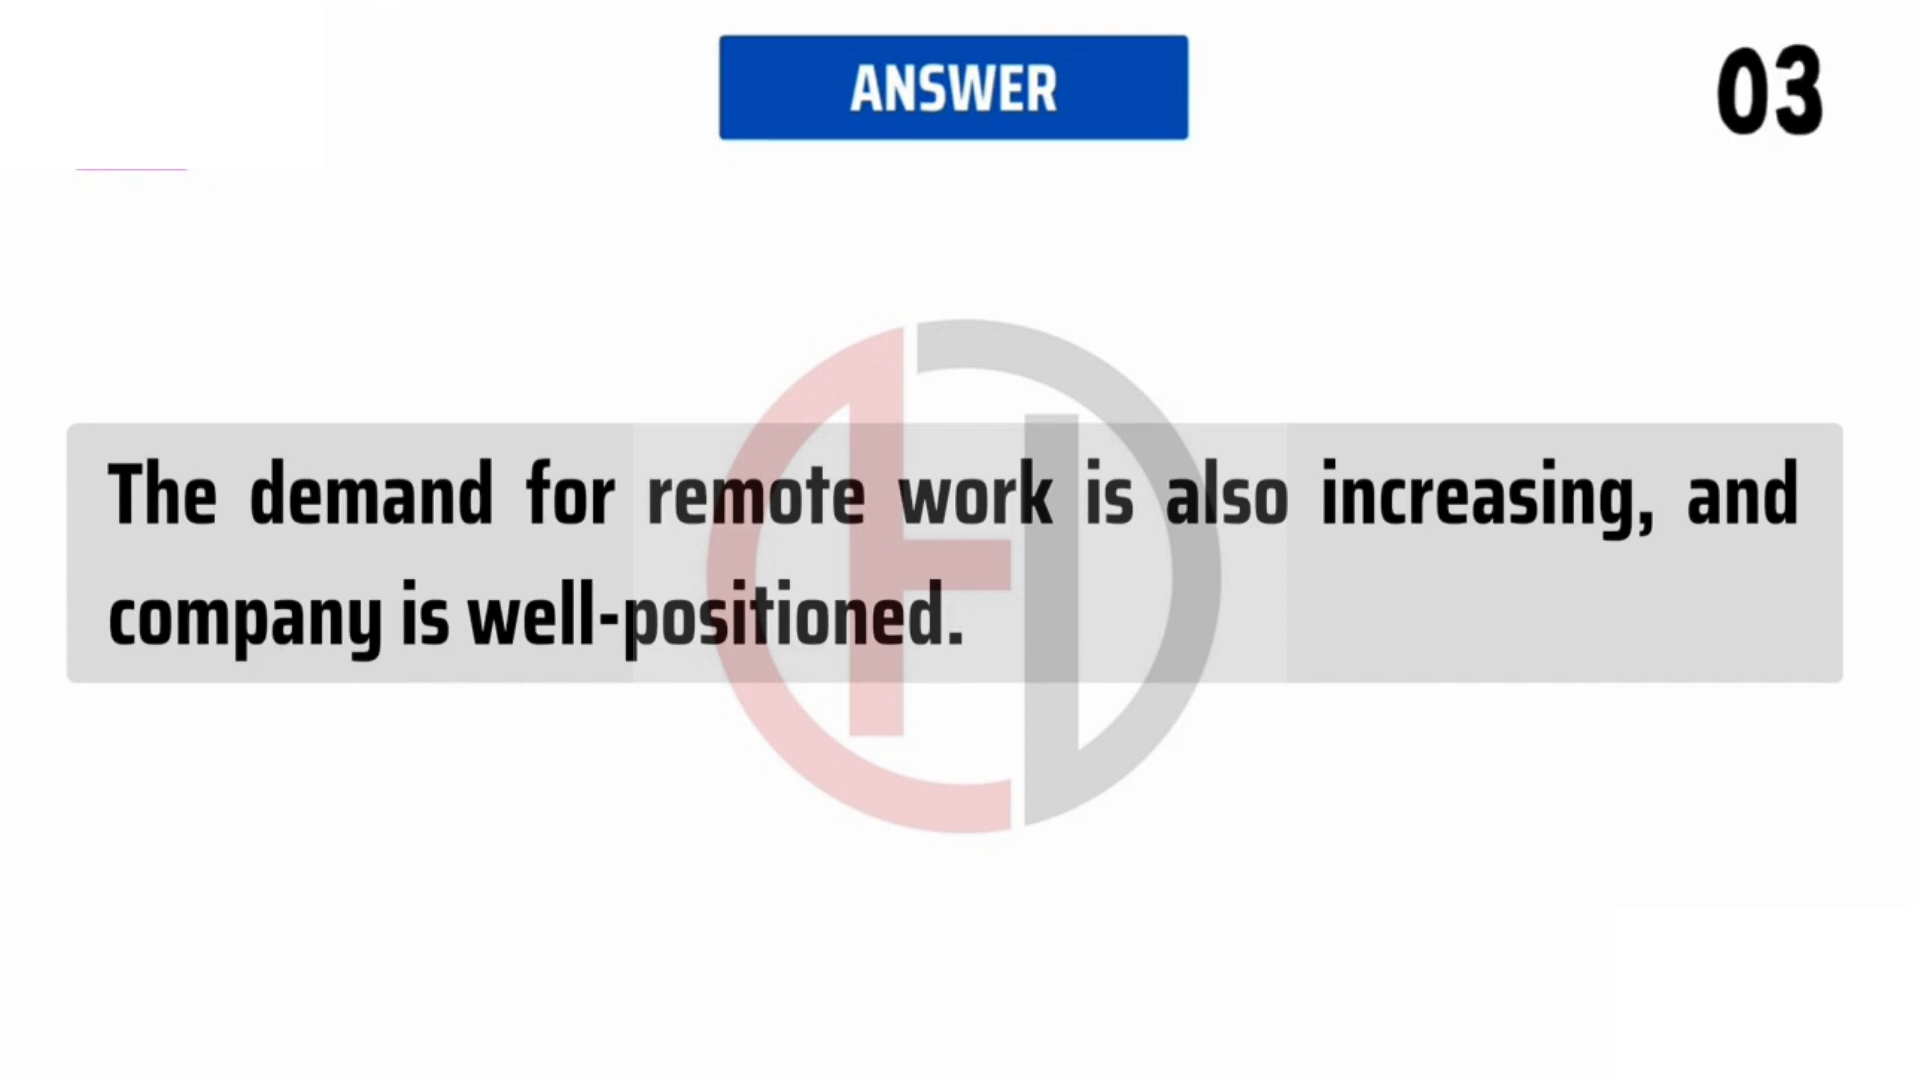 ANSWER
03
The demand for remote work is also increasing, and
company is well-positioned.